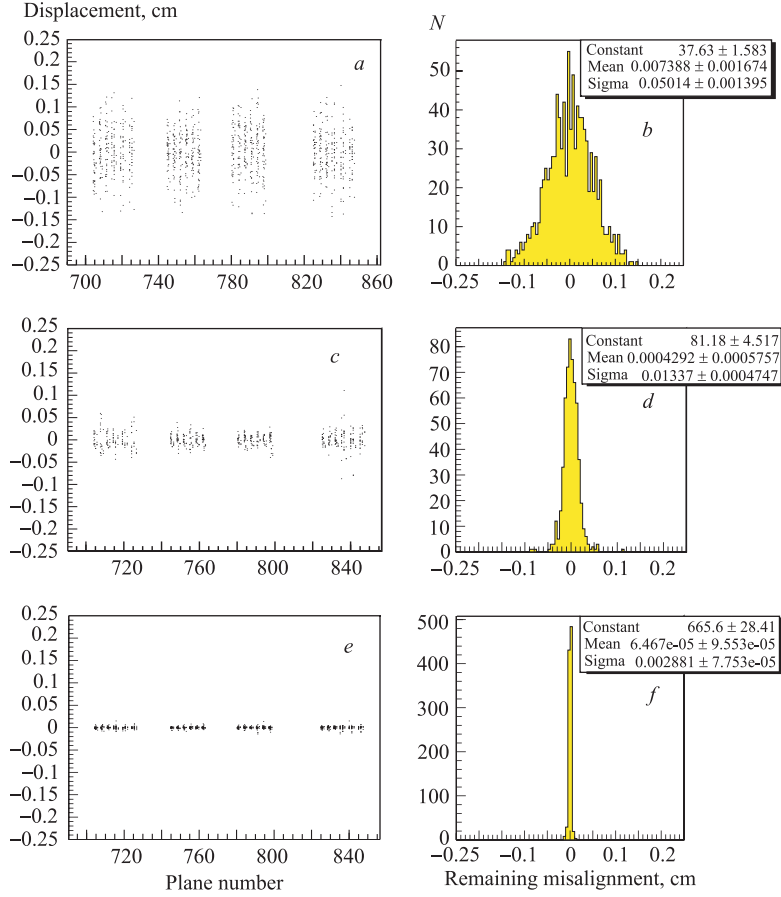 Displacement, cm
0.25
0.2
0.15
0.1
0.05
0
−0.05
−0.1
−0.15
−0.2
−0.25
a
700 740 780 820 860
N
50
40
30
20
10
0
Constant 37.63 ± 1.583
Mean 0.007388 ± 0.001674
Sigma 0.05014 ± 0.001395
b
−0.25 −0.1 0 0.1 0.2
0.25
0.2
0.15
0.1
0.05
0
−0.05
−0.1
−0.15
−0.2
−0.25
c
720 760 800 840
80
70
60
50
40
30
20
10
0
Constant 81.18 ± 4.517
Mean 0.0004292 ± 0.0005757
Sigma 0.01337 ± 0.0004747
d
−0.25 −0.1 0 0.1 0.2
0.25
0.2
0.15
0.1
0.05
0
−0.05
−0.1
−0.15
−0.2
−0.25
e
720 760 800 840
Plane number
500
400
300
200
100
0
Constant 665.6 ± 28.41
Mean 6.467e-05 ± 9.553e-05
Sigma 0.002881 ± 7.753e-05
f
−0.25 −0.1 0 0.1 0.2
Remaining misalignment, cm